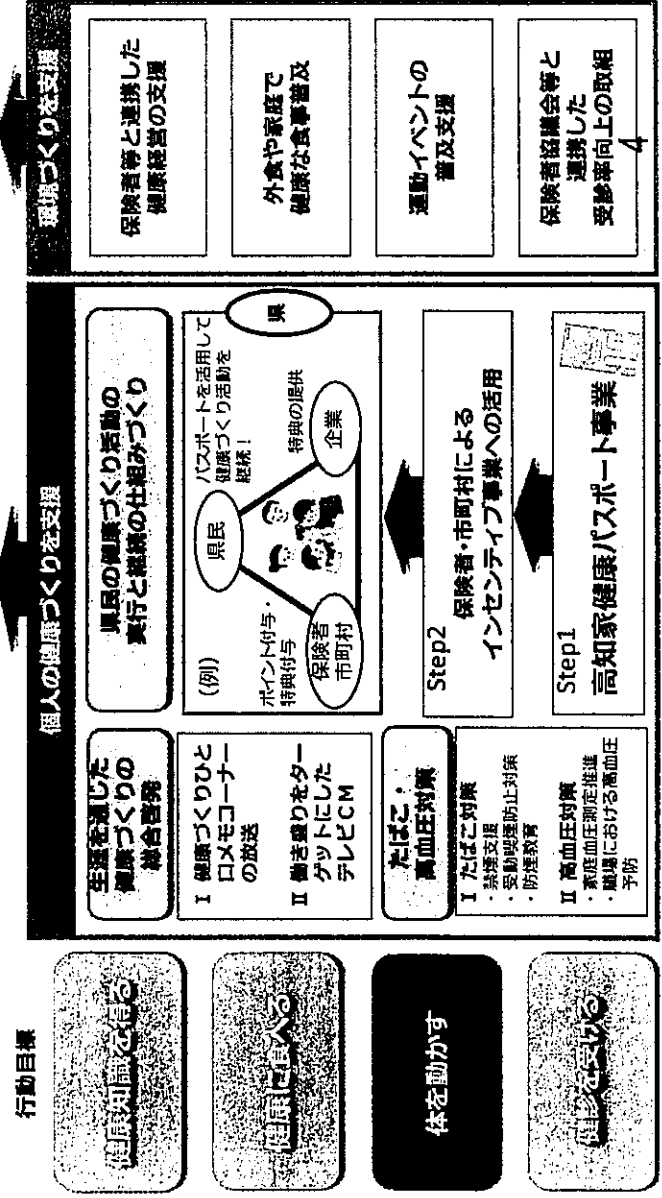 行動目標
健康知識を得る
健康に食べる
体を動かす
健診を受ける
個人の健康づくりを支援
生涯を通じた
健康づくりの
総合啓発
Ⅰ 健康づくりひと
口メモコーナー
の放送
Ⅱ 働き盛りをター
ゲットにした
テレビCM
たばこ・
高血圧対策
Ⅰ たばこ対策
・禁煙支援
・受動喫煙防止対策
・防煙教育
Ⅱ 高血圧対策
・家庭血圧測定推進
・職場における高血圧
予防
県民の健康づくり活動の
実行と継続の仕組みづくり
(例)
県民
パスポートを活用して
健康づくり活動を
継続！
ポイント付与・
特典付与
特典の提供
保険者
市町村
企業
県
Step2
保険者・市町村による
インセンティブ事業への活用
Step1
高知家健康パスポート事業
環境づくりを支援
保険者等と連携した
健康経営の支援
外食や家庭で
健康な食事普及
運動イベントの
普及支援
保険者協議会等と
連携した
受診率向上の取組
4